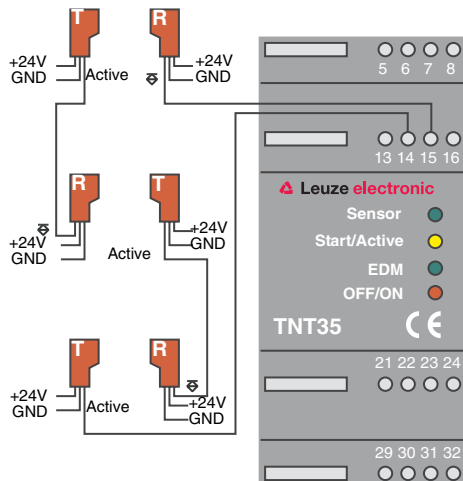 T R
+24V
GND
Active
+24V
GND
5 6 7 8
13 14 15 16
Leuze electronic
R T
Sensor
Start/Active
EDM
OFF/ON
+24V
GND
Active
+24V
GND
TNT35 CE
T R
21 22 23 24
+24V
GND
Active
+24V
GND
29 30 31 32